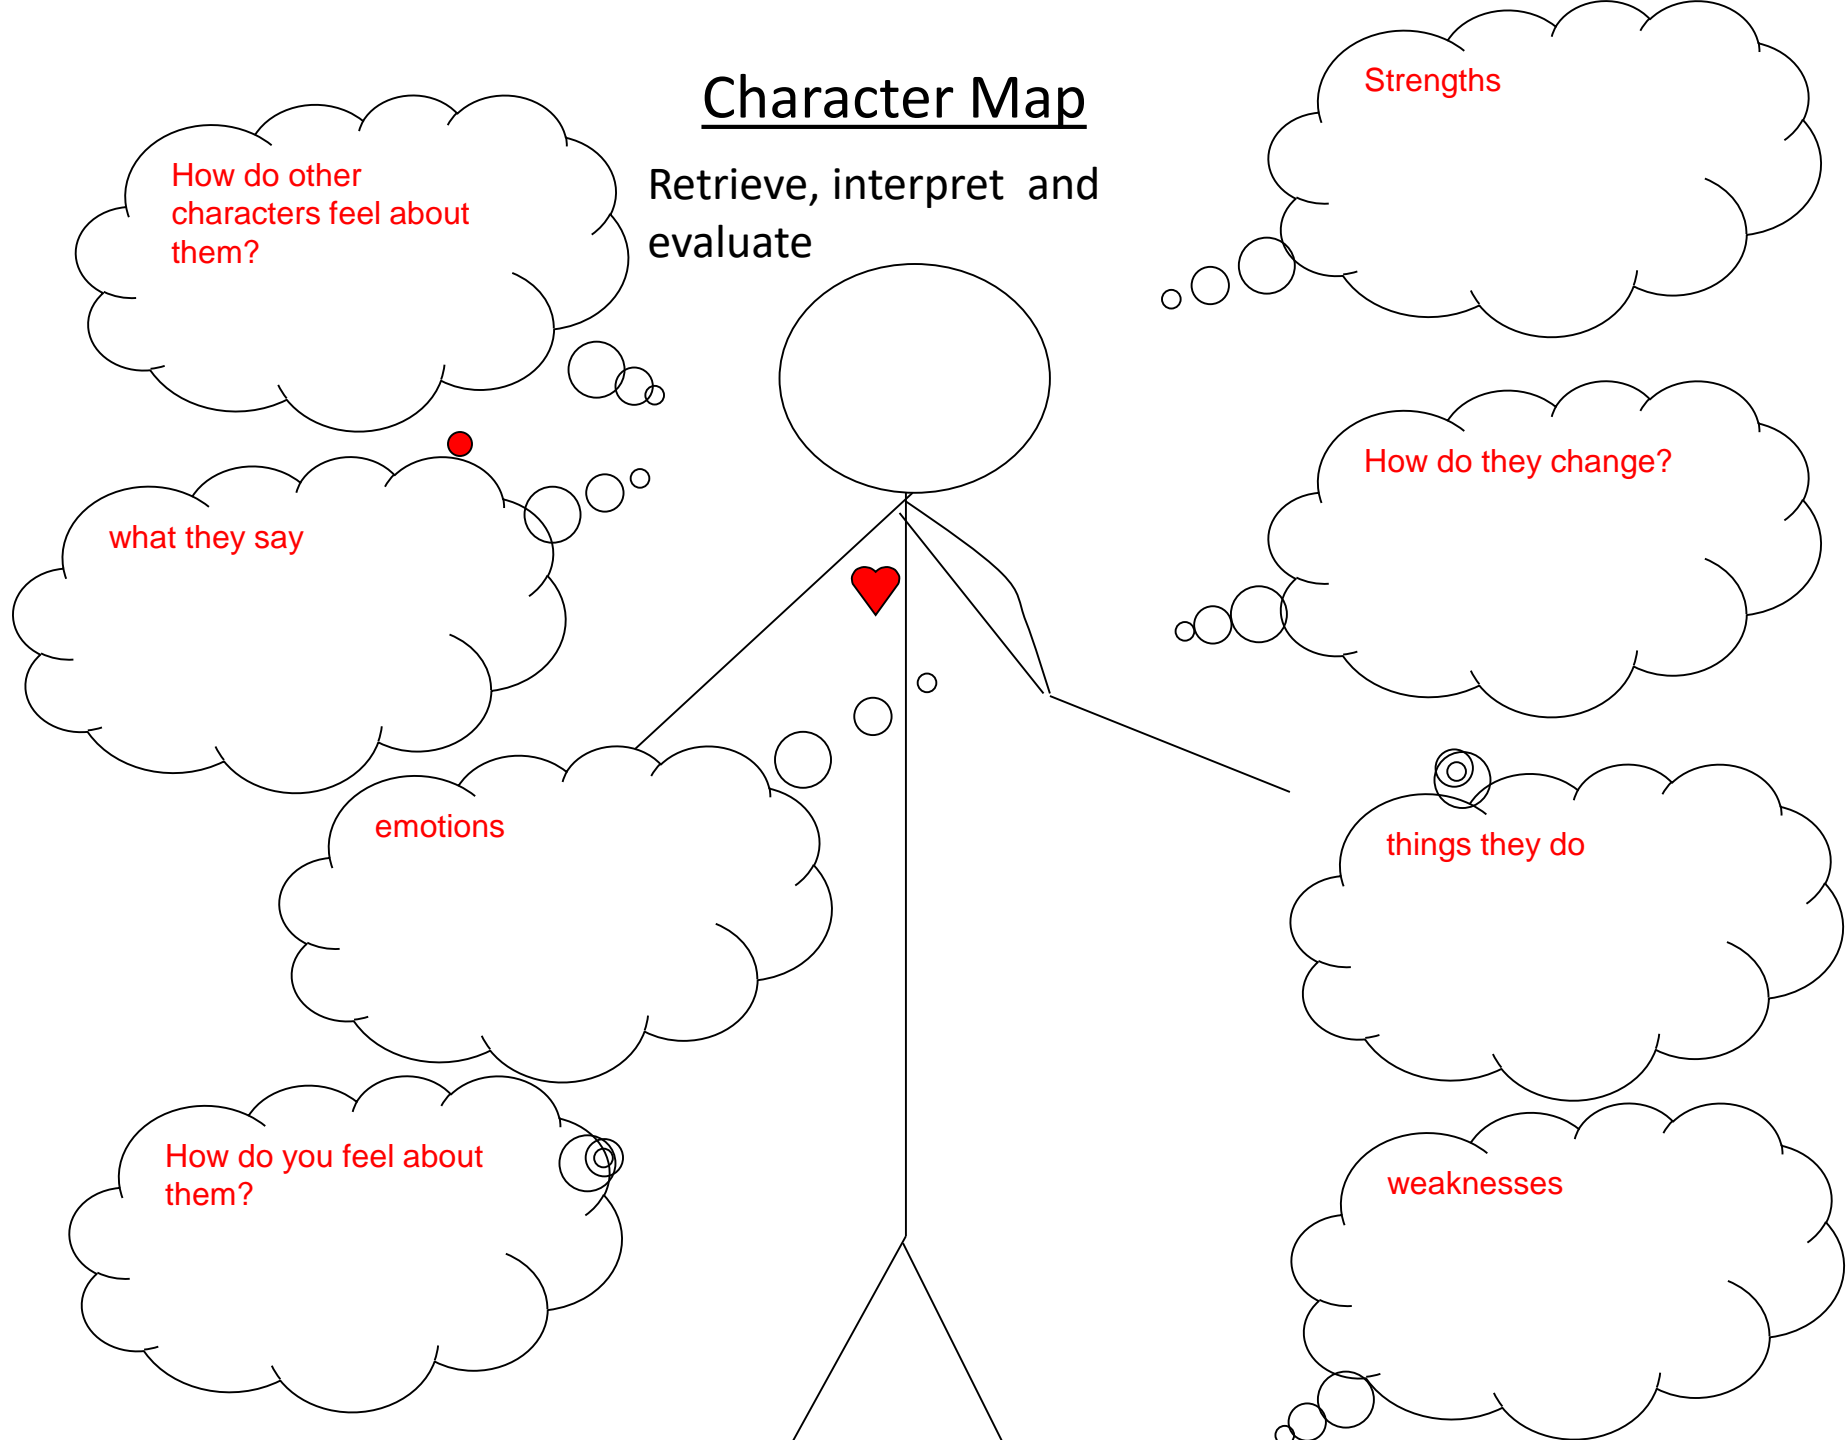 Character Map
Retrieve, interpret  and
evaluate
How do other
characters feel about
them?
what they say
emotions
How do you feel about
them?
Strengths
How do they change?
things they do
weaknesses